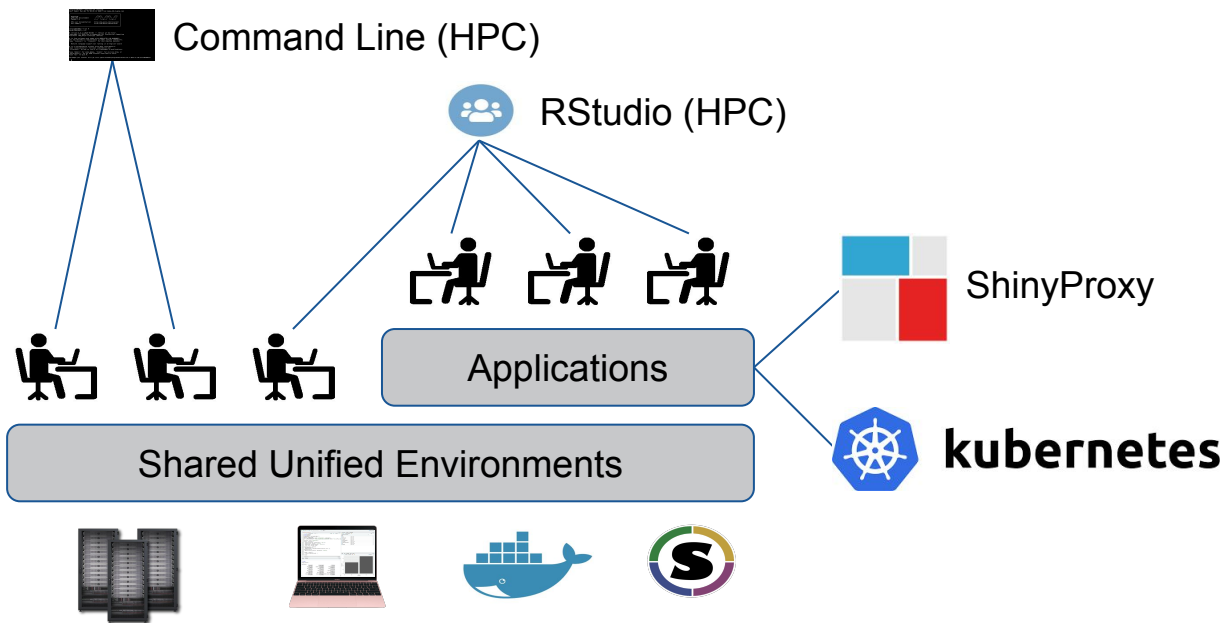 Command Line (HPC)
RStudio (HPC)
ShinyProxy
Applications
kubernetes
Shared Unified Environments
S